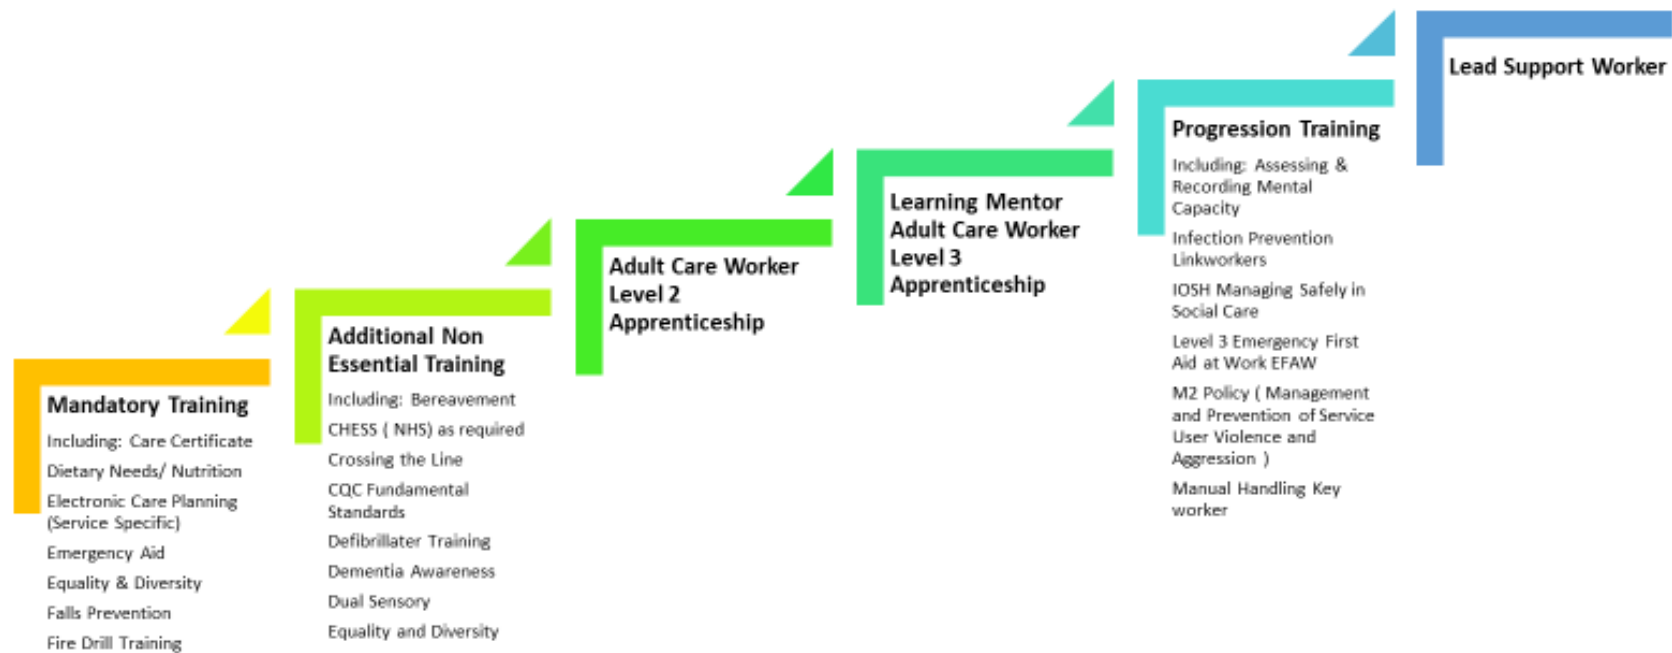 Mandatory Training
Including: Care Certificate
Dietary Needs/ Nutrition
Electronic Care Planning
(Service Specific)
Emergency Aid
Equality & Diversity
Falls Prevention
Fire Drill Training
Additional Non
Essential Training
Including: Bereavement
CHESS ( NHS) as required
Crossing the Line
CQC Fundamental
Standards
Defibrillater Training
Dementia Awareness
Dual Sensory
Equality and Diversity
Adult Care Worker
Level 2
Apprenticeship
Learning Mentor
Adult Care Worker
Level 3
Apprenticeship
Progression Training
Including: Assessing &
Recording Mental
Capacity
Infection Prevention
Linkworkers
IOSH Managing Safely in
Social Care
Level 3 Emergency First
Aid at Work EFAW
M2 Policy ( Management
and Prevention of Service
User Violence and
Aggression )
Manual Handling Key
worker
Lead Support Worker